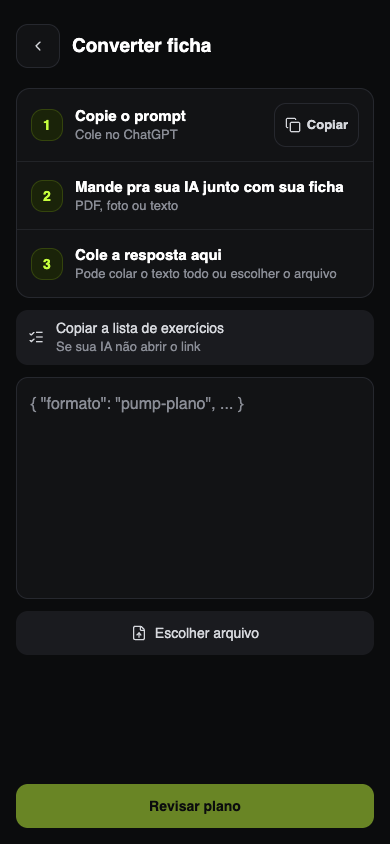 Converter ficha
1
Copie o prompt
Cole no ChatGPT
Copiar
2
Mande pra sua IA junto com sua ficha
PDF, foto ou texto
3
Cole a resposta aqui
Pode colar o texto todo ou escolher o arquivo
Copiar a lista de exercícios
Se sua IA não abrir o link
{ "formato": "pump-plano", ... }
Escolher arquivo
Revisar plano